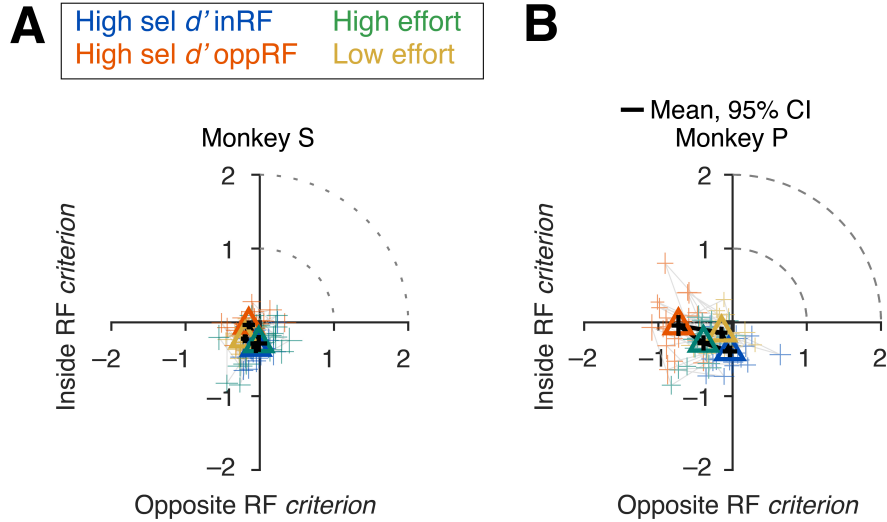 A
High sel d’ inRF High effort
High sel d’ oppRF Low effort
B
Mean, 95% CI
Monkey S
Monkey P
2
1
−2 −1 1 2
−1
−2
Inside RF criterion
Opposite RF criterion
2
1
−2 −1 1 2
−1
−2
Inside RF criterion
Opposite RF criterion